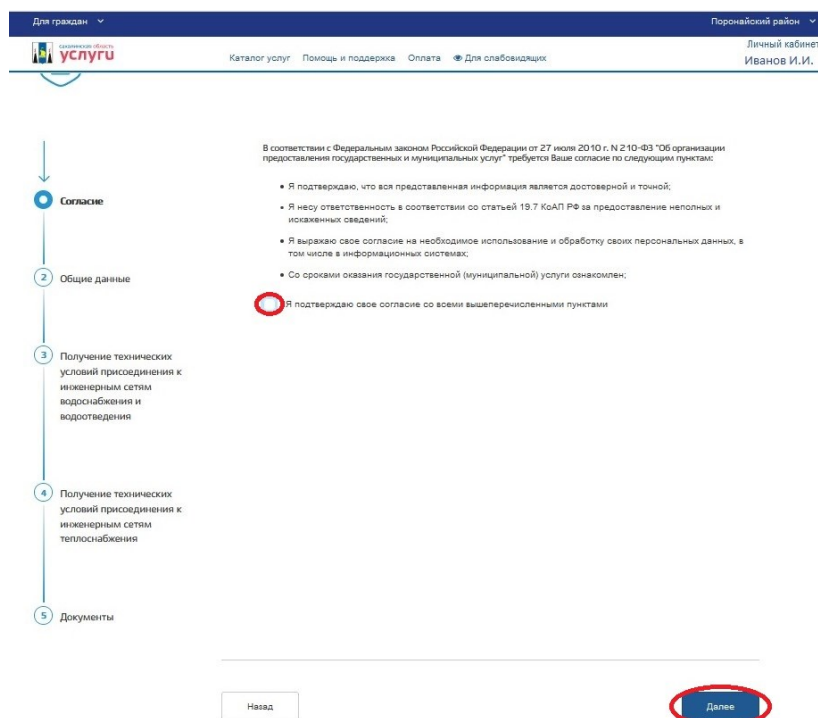 Для граждан
Поронайский район
сахалинская область
услуги
Каталог услуг Помощь и поддержка Оплата Для слабовидящих
Личный кабинет
Иванов И.И.
В соответствии с Федеральным законом Российской Федерации от 27 июля 2010 г. N 210-ФЗ "Об организации
предоставления государственных и муниципальных услуг" требуется Ваше согласие по следующим пунктам:
• Я подтверждаю, что вся представленная информация является достоверной и точной;
• Я несу ответственность в соответствии со статьей 19.7 КоАП РФ за предоставление неполных и
искаженных сведений;
• Я выражаю свое согласие на необходимое использование и обработку своих персональных данных, в
том числе в информационных системах;
• Со сроками оказания государственной (муниципальной) услуги ознакомлен;
Я подтверждаю свое согласие со всеми вышеперечисленными пунктами
Согласие
2 Общие данные
3 Получение технических
условий присоединения к
инженерным сетям
водоснабжения и
водоотведения
4 Получение технических
условий присоединения к
инженерным сетям
теплоснабжения
5 Документы
Назад
Далее